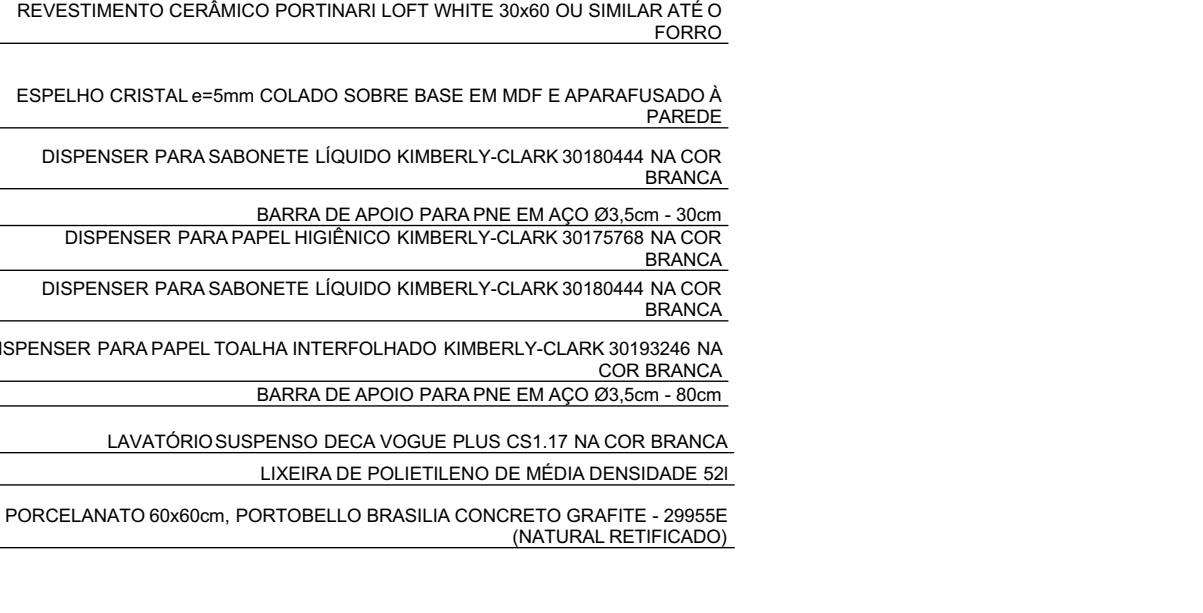 REVESTIMENTO CERÂMICO PORTINARI LOFT WHITE 30x60 OU SIMILAR ATÉ O
FORRO
ESPELHO CRISTAL e=5mm COLADO SOBRE BASE EM MDF E APARAFUSADO À
PAREDE
DISPENSER PARA SABONETE LÍQUIDO KIMBERLY-CLARK 30180444 NA COR
BRANCA
BARRA DE APOIO PARA PNE EM AÇO Ø3,5cm - 30cm
DISPENSER PARA PAPEL HIGIÊNICO KIMBERLY-CLARK 30175768 NA COR
BRANCA
DISPENSER PARA SABONETE LÍQUIDO KIMBERLY-CLARK 30180444 NA COR
BRANCA
ISPENSER PARA PAPEL TOALHA INTERFOLHADO KIMBERLY-CLARK 30193246 NA
COR BRANCA
BARRA DE APOIO PARA PNE EM AÇO Ø3,5cm - 80cm
LAVATÓRIO SUSPENSO DECA VOGUE PLUS CS1.17 NA COR BRANCA
LIXEIRA DE POLIETILENO DE MÉDIA DENSIDADE 52l
PORCELANATO 60x60cm, PORTOBELLO BRASILIA CONCRETO GRAFITE - 29955E
(NATURAL RETIFICADO)